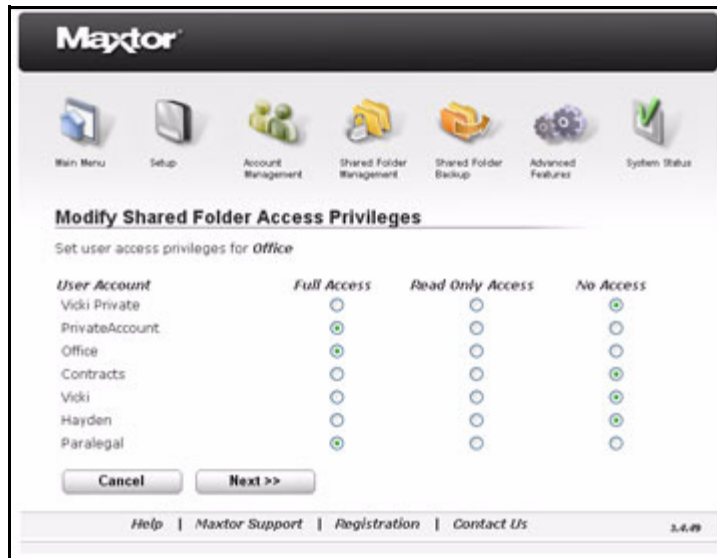 Maxtor
Main Menu
Setup
Account Management
Shared Folder Management
Shared Folder Backup
Advanced Features
System Status
Modify Shared Folder Access Privileges
Set user access privileges for Office
User Account Full Access Read Only Access No Access
Vicki Private
PrivateAccount
Office
Contracts
Vicki
Hayden
Paralegal
Cancel Next >>
Help | Maxtor Support | Registration | Contact Us